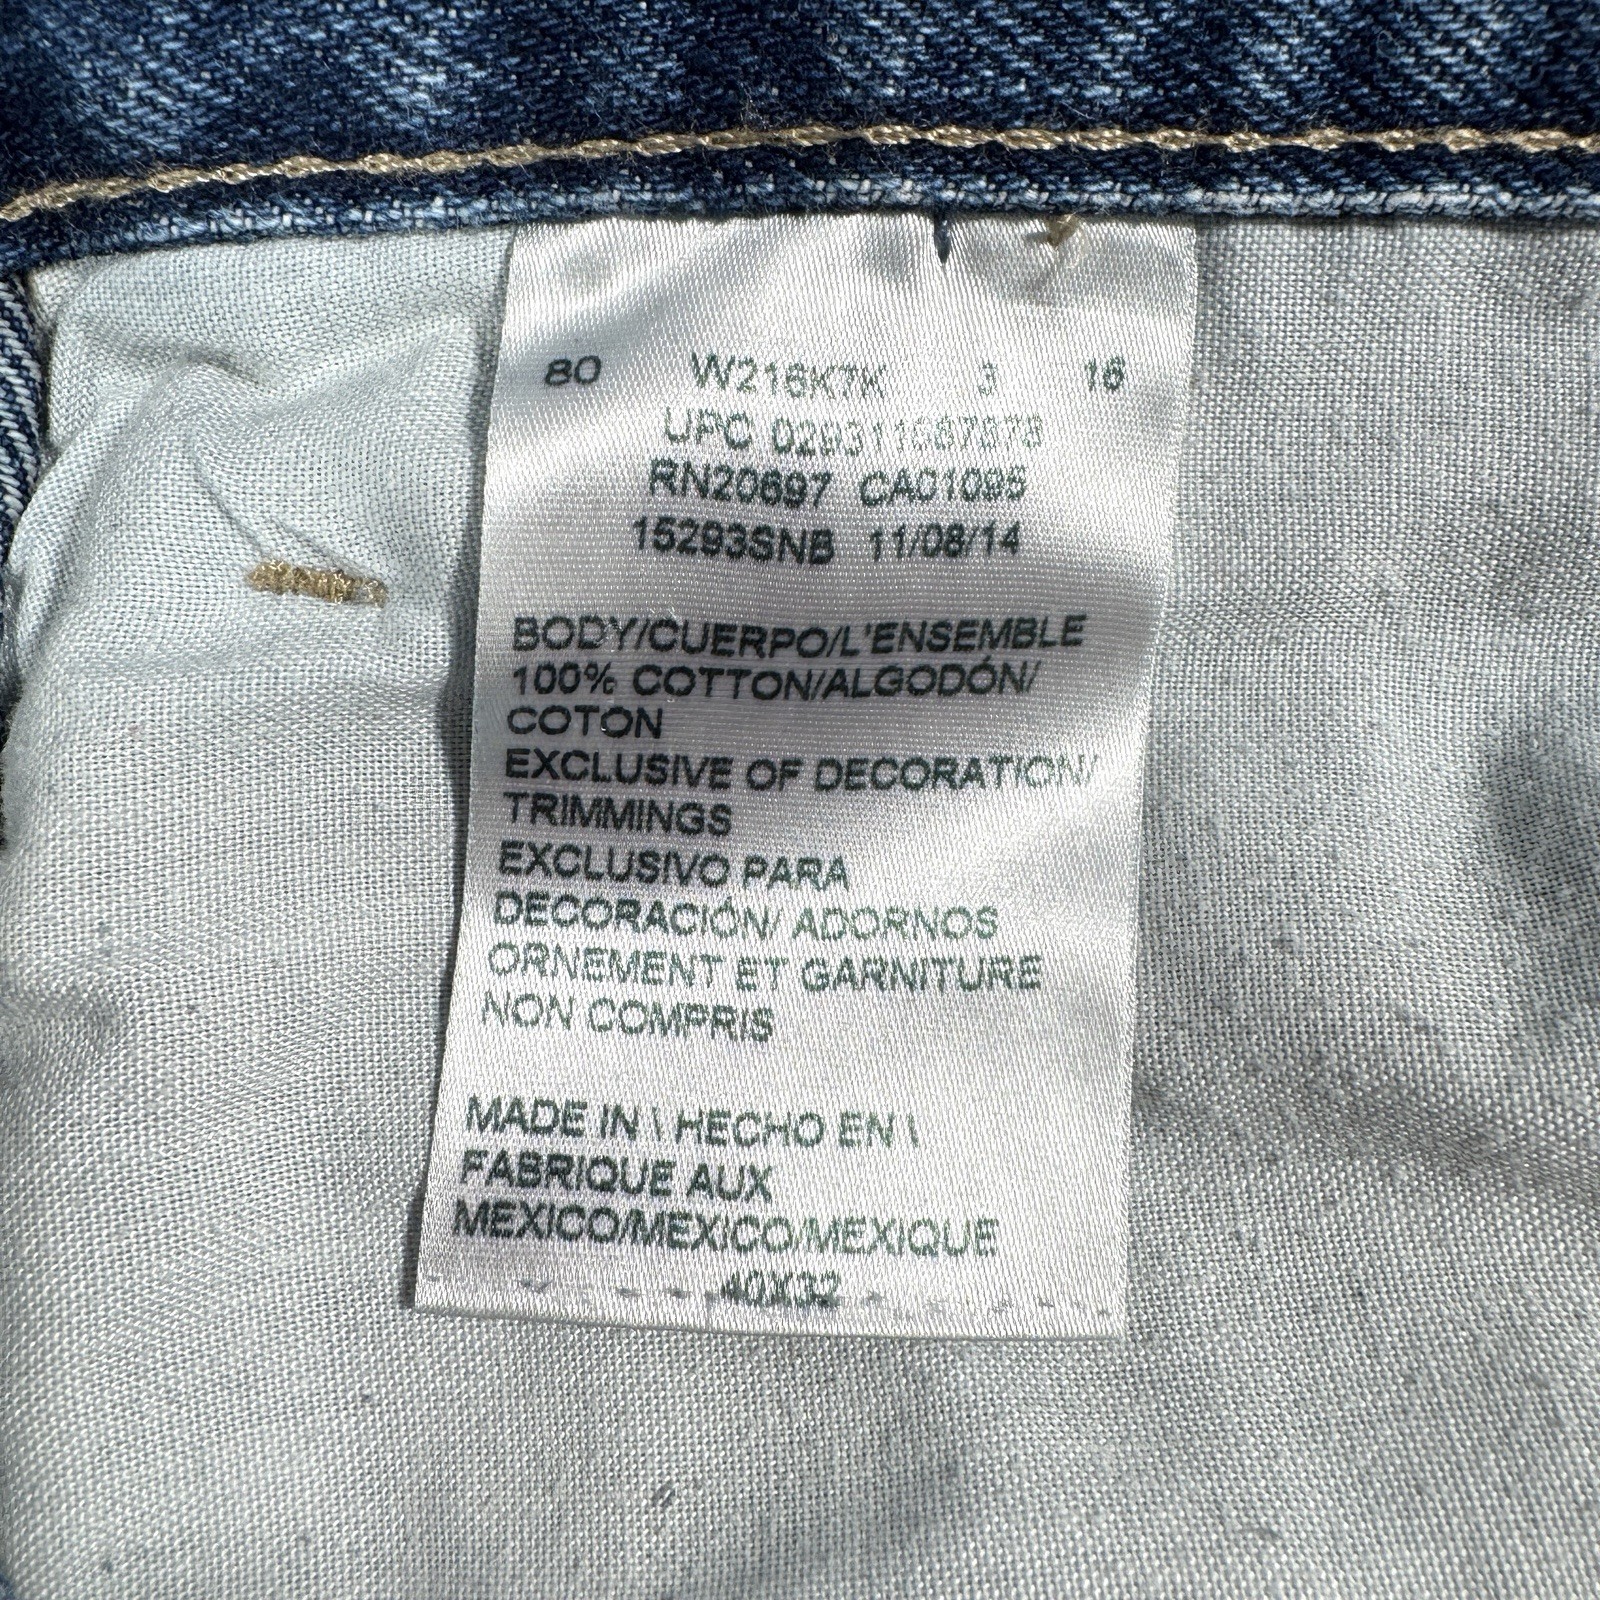 80 W216K7K 3 16
UPC
RN20697 CA01095
15293SNB 11/08/14
BODY/CUERPO/L'ENSEMBLE
100% COTTON/ALGODÓN/
COTON
EXCLUSIVE OF DECORATION/
TRIMMINGS
EXCLUSIVO PARA
DECORACIÓN/ ADORNOS
ORNEMENT ET GARNITURE
NON COMPRIS
MADE IN \ HECHO EN \
FABRIQUE AUX
MEXICO/MEXICO/MEXIQUE
40X32